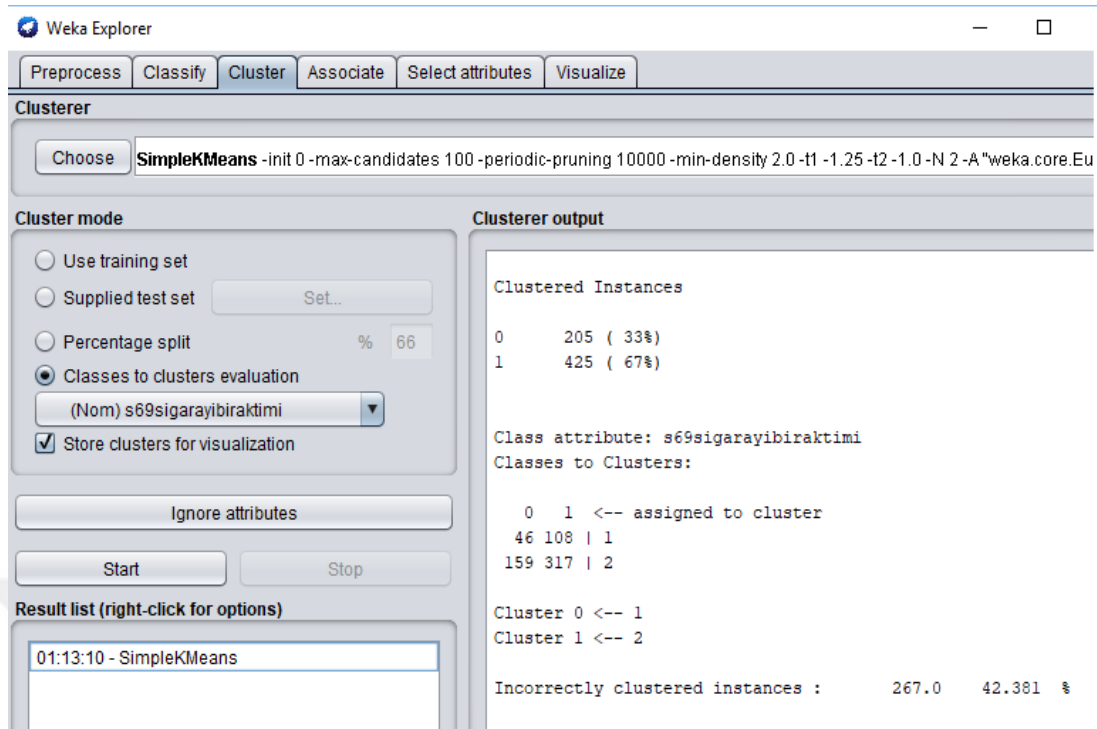 Weka Explorer
Preprocess Classify Cluster Associate Select attributes Visualize
Clusterer
Choose SimpleKMeans -init 0 -max-candidates 100 -periodic-pruning 10000 -min-density 2.0 -t1 -1.25 -t2 -1.0 -N 2 -A "weka.core.Eu
Cluster mode
Use training set
Supplied test set Set...
Percentage split % 66
Classes to clusters evaluation
(Nom) s69sigarayibiraktimi
Store clusters for visualization
Ignore attributes
Start Stop
Result list (right-click for options)
01:13:10 - SimpleKMeans
Clusterer output
Clustered Instances
0 205 ( 33%)
1 425 ( 67%)
Class attribute: s69sigarayibiraktimi
Classes to Clusters:
0 1 <-- assigned to cluster
46 108 | 1
159 317 | 2
Cluster 0 <-- 1
Cluster 1 <-- 2
Incorrectly clustered instances : 267.0 42.381 %